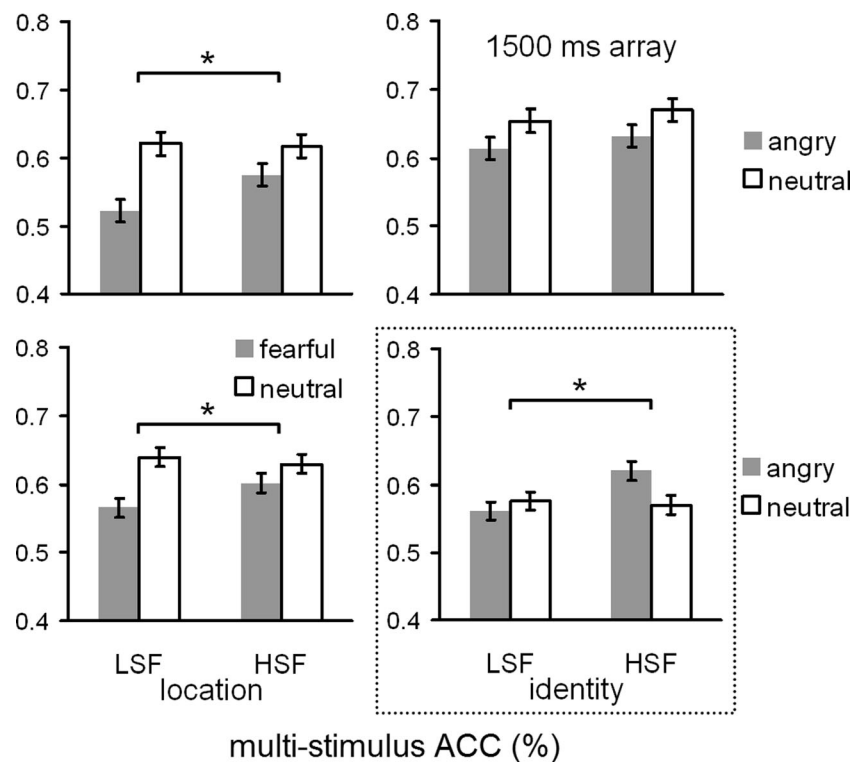 0.8
0.7
0.6
0.5
0.4
*
0.8
0.7
0.6
0.5
0.4
1500 ms array
angry
neutral
0.8
0.7
0.6
0.5
0.4
fearful
neutral
*
LSF HSF
location
0.8
0.7
0.6
0.5
0.4
*
angry
neutral
LSF HSF
identity
multi-stimulus ACC (%)